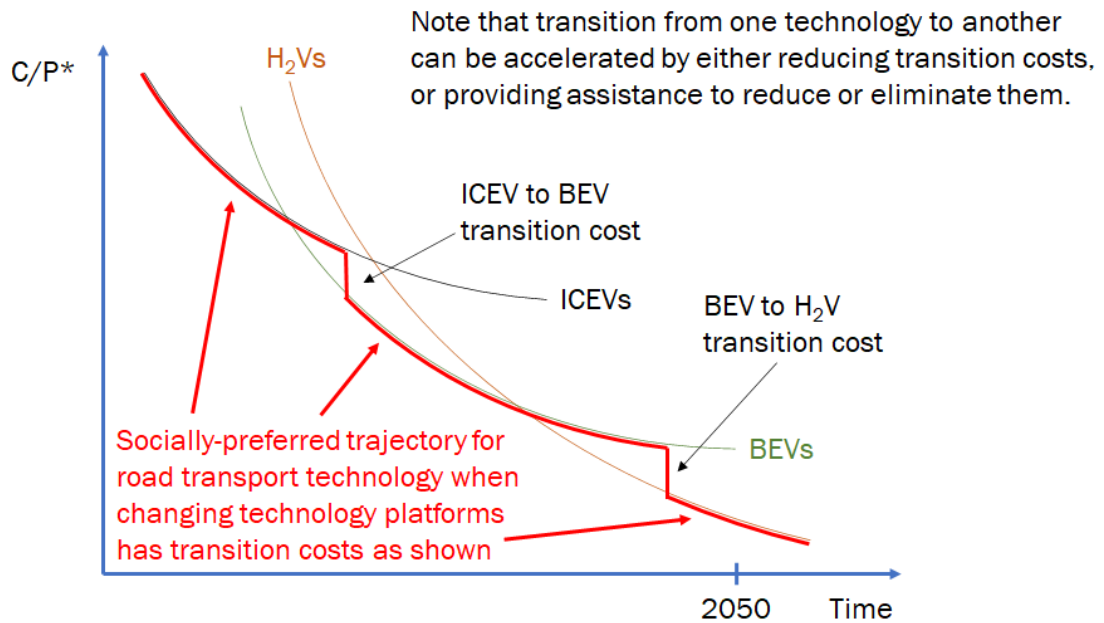 Note that transition from one technology to another
can be accelerated by either reducing transition costs,
or providing assistance to reduce or eliminate them.
C/P*
H₂Vs
ICEV to BEV
transition cost
ICEVs
BEV to H₂V
transition cost
BEVs
Socially-preferred trajectory for
road transport technology when
changing technology platforms
has transition costs as shown
2050
Time